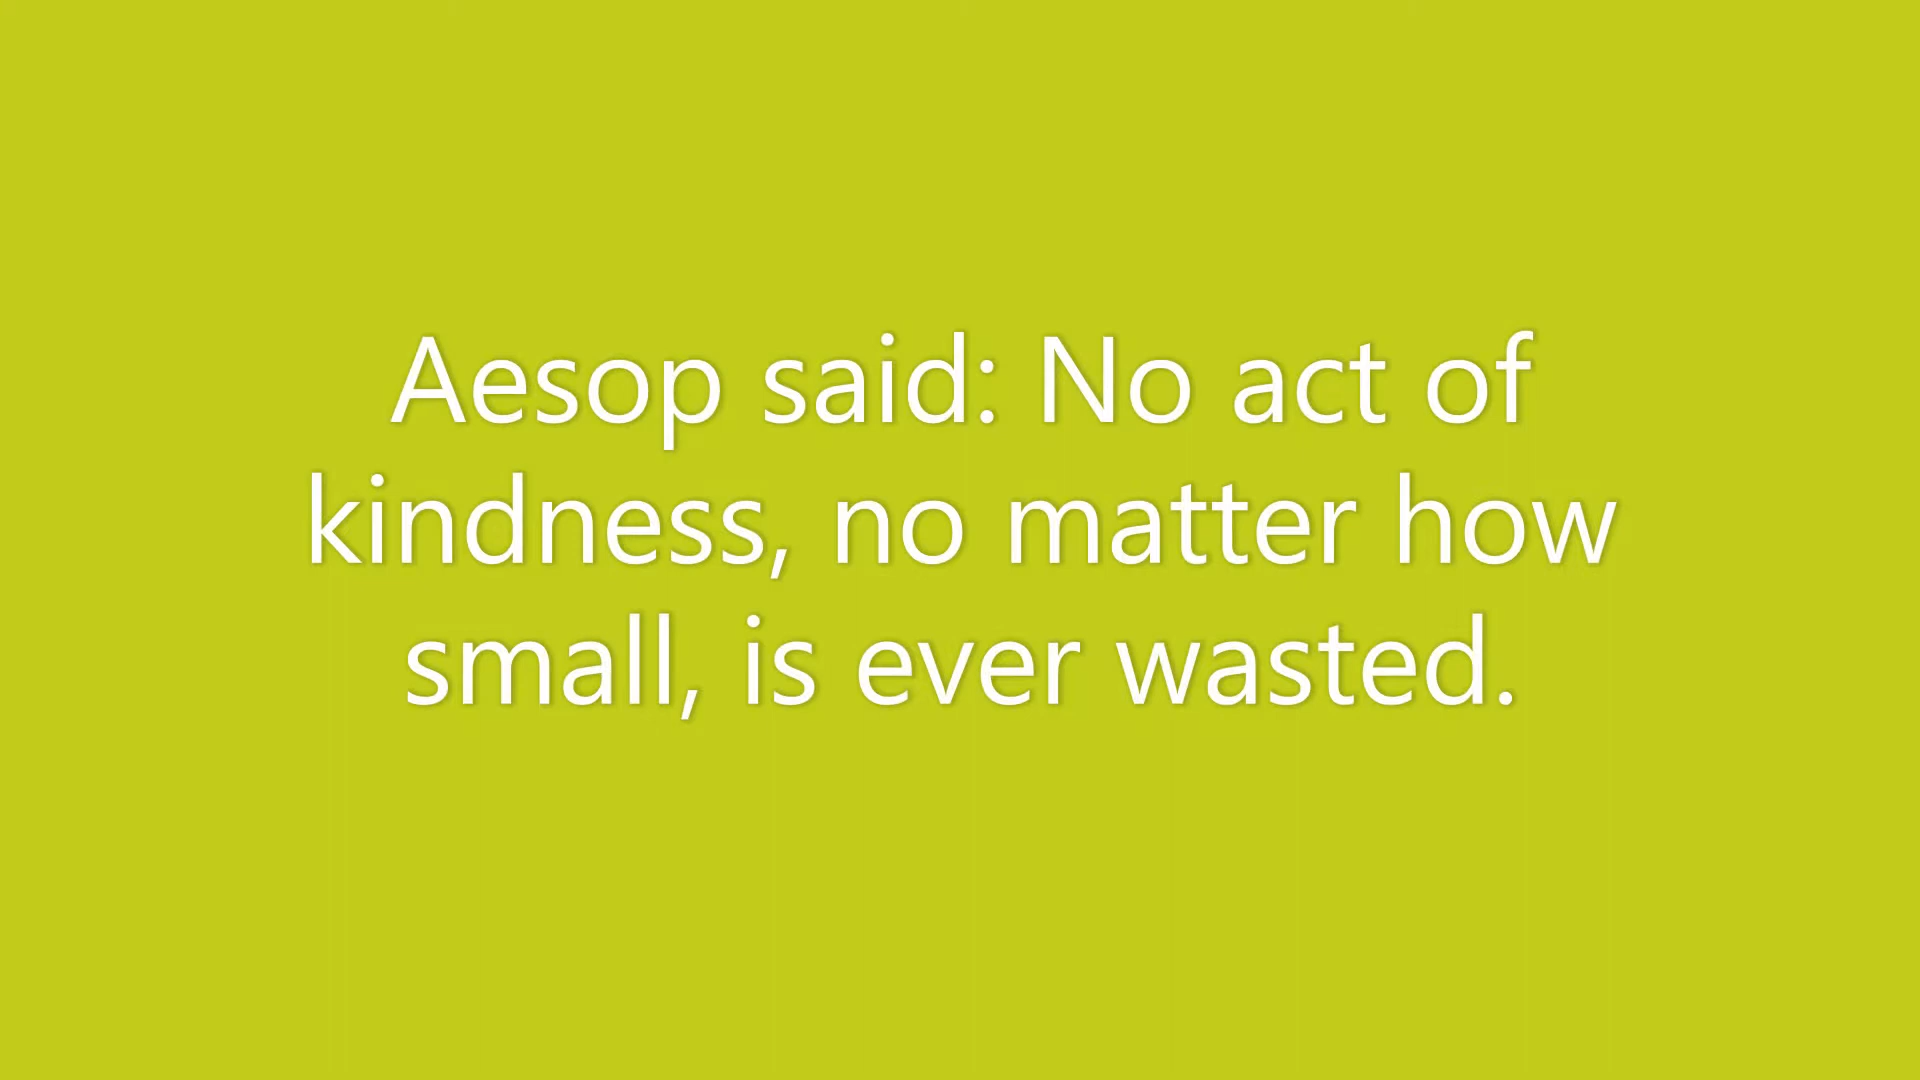 Aesop said: No act of
kindness, no matter how
small, is ever wasted.